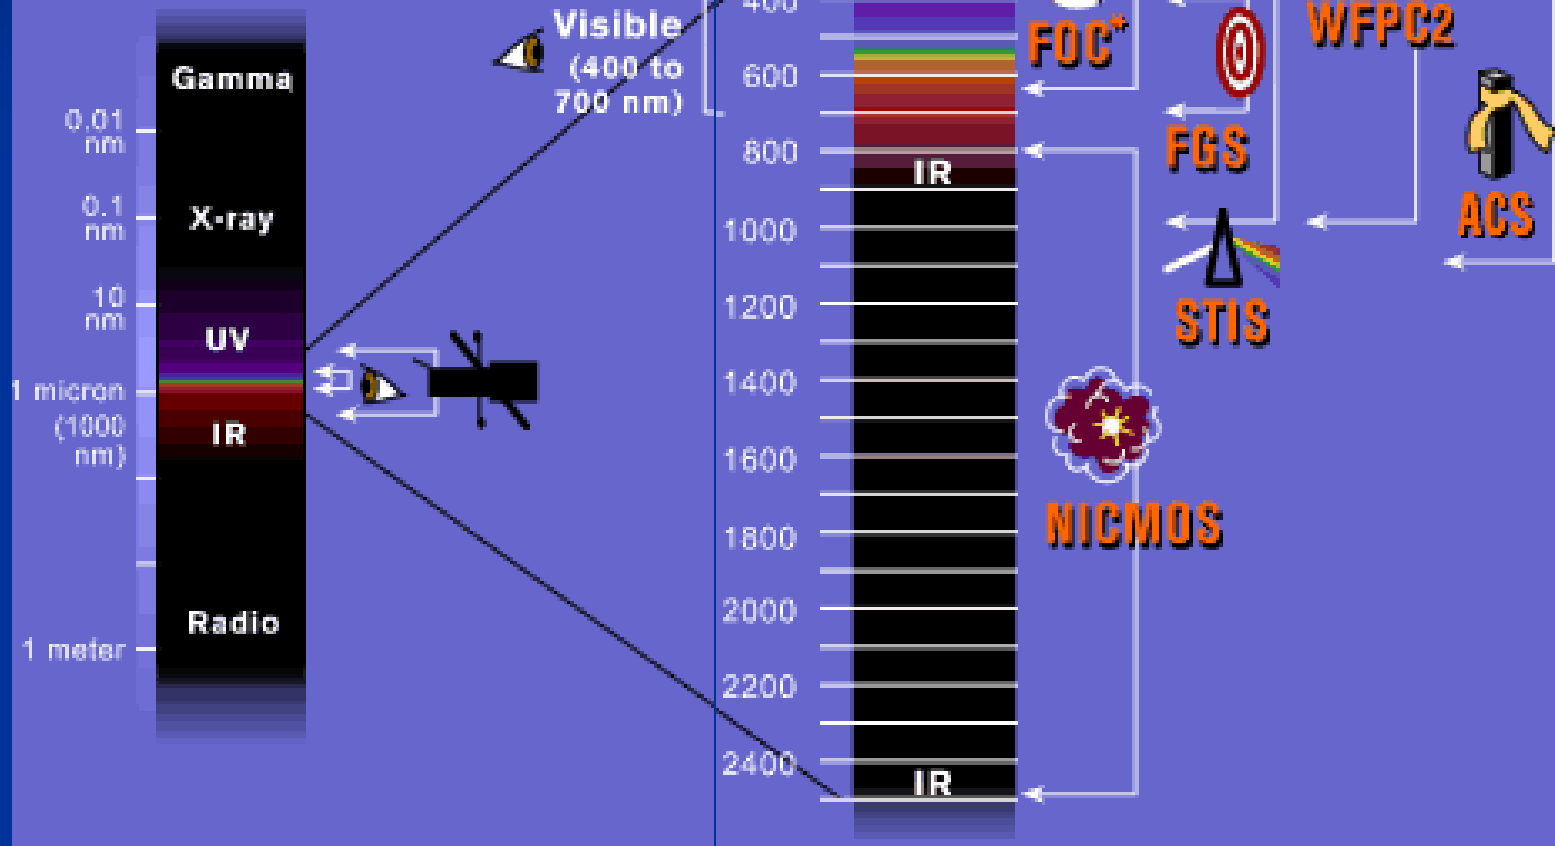 Gamma
0.01
nm
0.1
nm
X-ray
10
nm
UV
1 micron
(1000
nm)
IR
Radio
1 meter
Visible
(400 to
700 nm)
400
600
800
IR
1000
1200
1400
1600
1800
2000
2200
2400
IR
FOC*
WFPC2
FGS
ACS
STIS
NICMOS